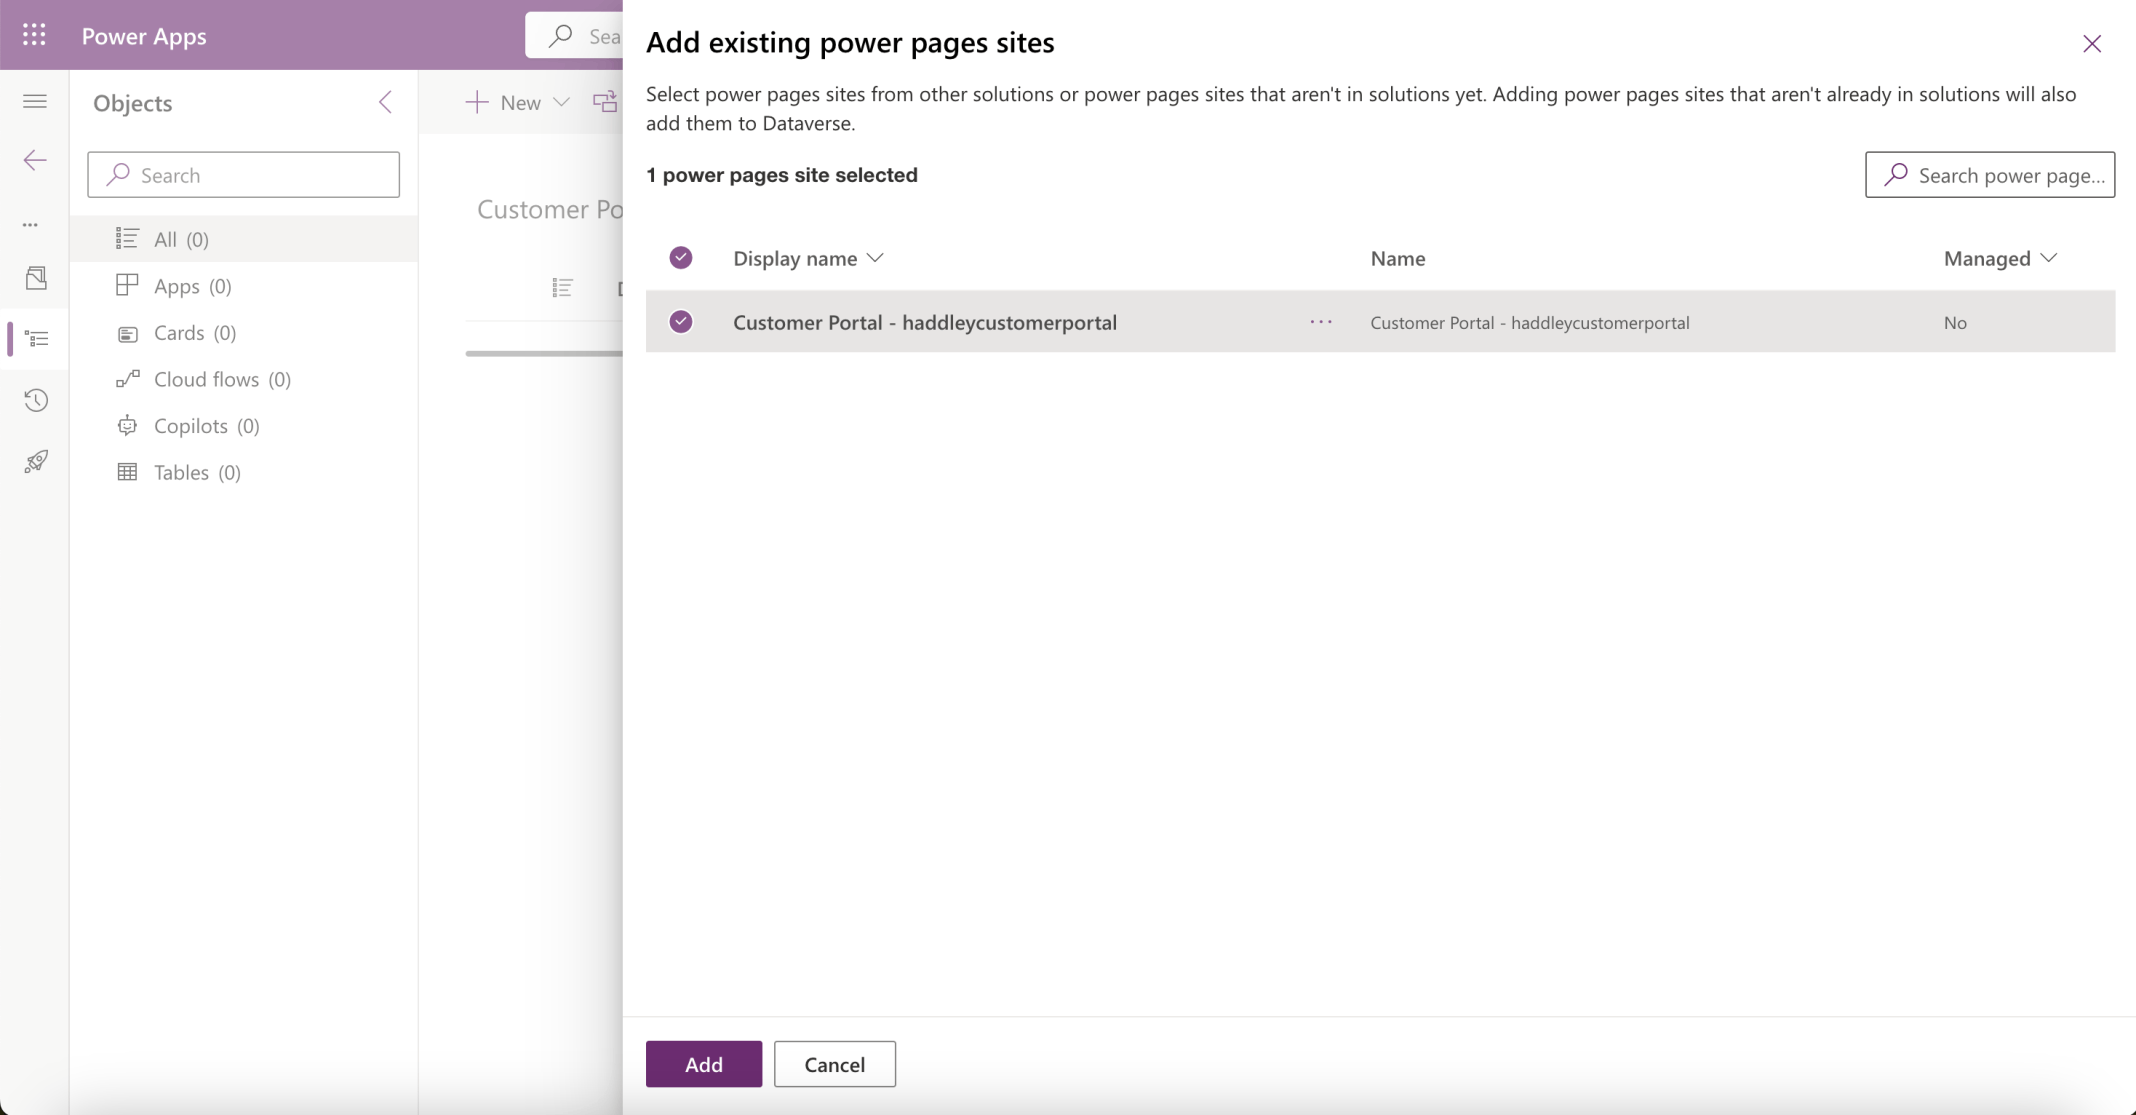 Power Apps
Sea
Objects
Search
All (0)
Apps (0)
Cards (0)
Cloud flows (0)
Copilots (0)
Tables (0)
New
Customer Po
Add existing power pages sites
Select power pages sites from other solutions or power pages sites that aren't in solutions yet. Adding power pages sites that aren't already in solutions will also
add them to Dataverse.
1 power pages site selected
Search power page...
Display name Name Managed
Customer Portal - haddleycustomerportal ... Customer Portal - haddleycustomerportal No
Add Cancel